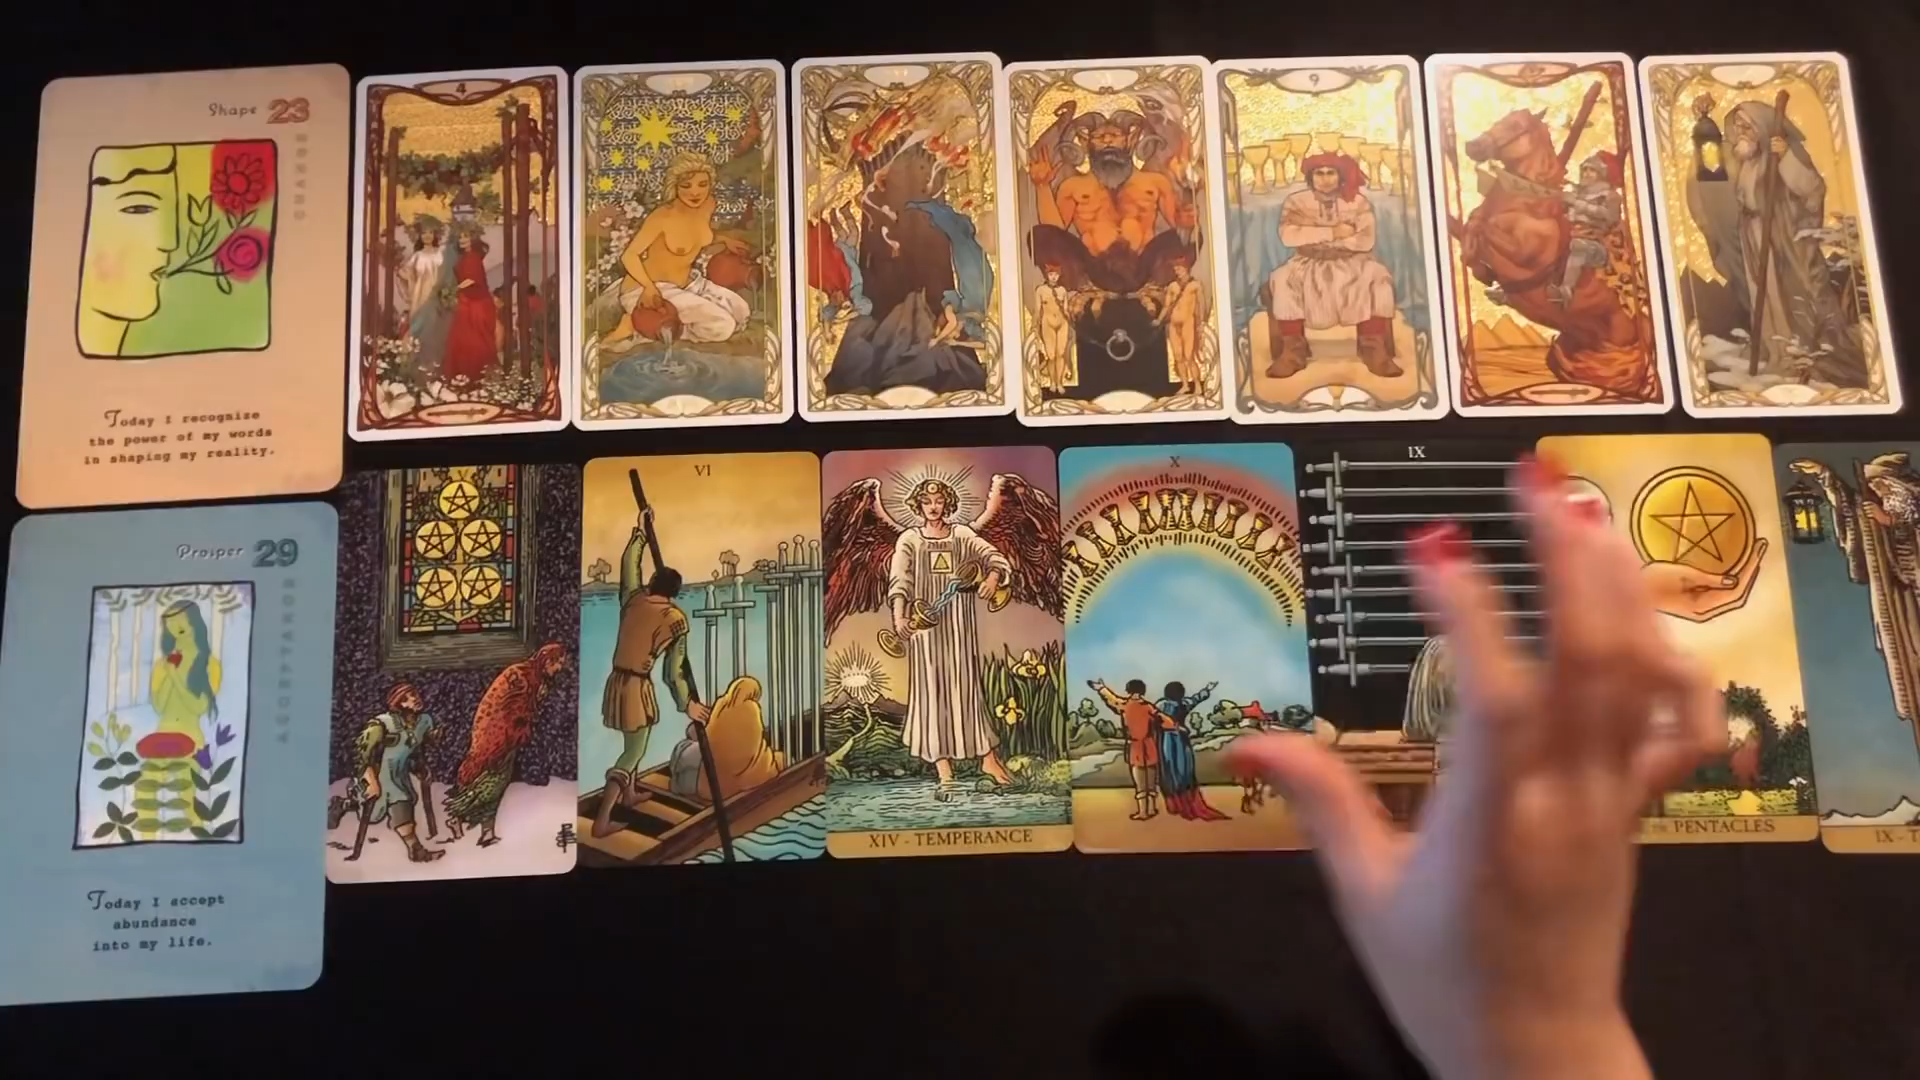 Shape 23
Today I recognize
the power of my words
in shaping my reality.
4
9
Prosper 29
Today I accept
abundance
into my life.
VI
XIV - TEMPERANCE
X
IX
PENTACLES
IX - T